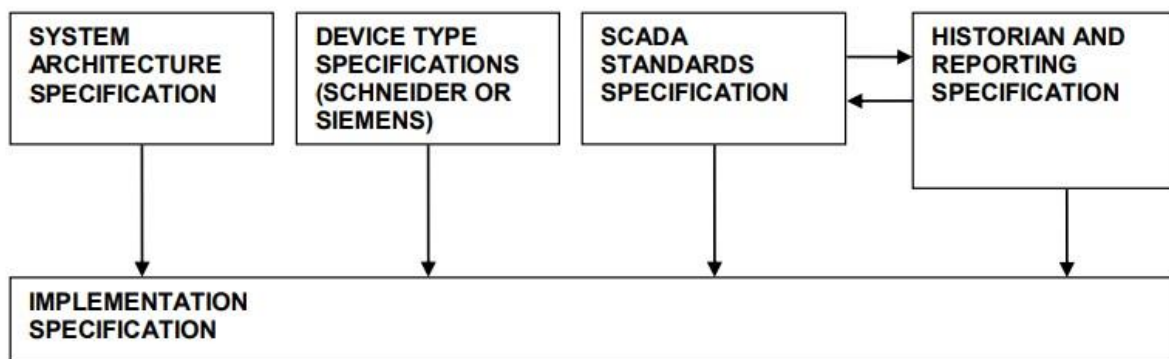 SYSTEM
ARCHITECTURE
SPECIFICATION
DEVICE TYPE
SPECIFICATIONS
(SCHNEIDER OR
SIEMENS)
SCADA
STANDARDS
SPECIFICATION
HISTORIAN AND
REPORTING
SPECIFICATION
IMPLEMENTATION
SPECIFICATION